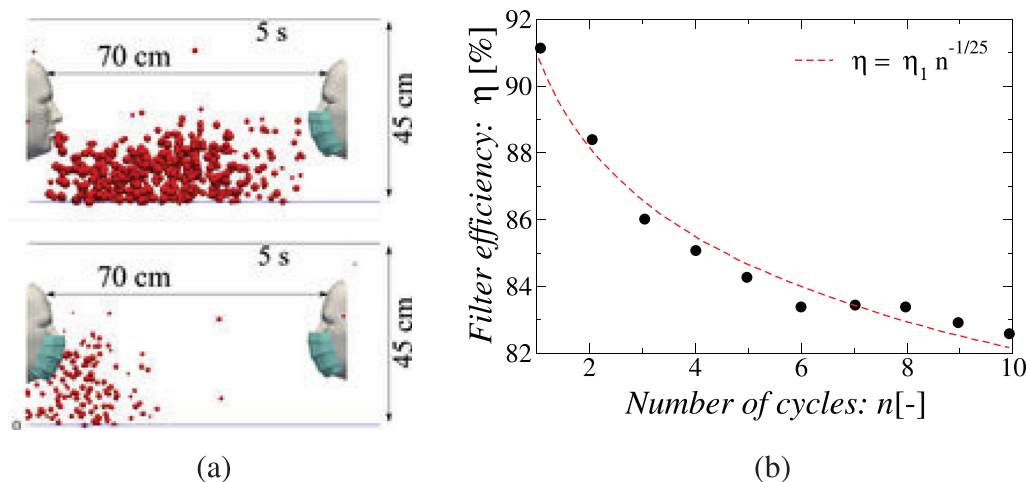 5 s
70 cm
45 cm
5 s
70 cm
45 cm
(a)
92
90
88
86
84
82
Filter efficiency: η [%]
η = η₁ n⁻¹/²⁵
2
4
6
8
10
Number of cycles: n[-]
(b)